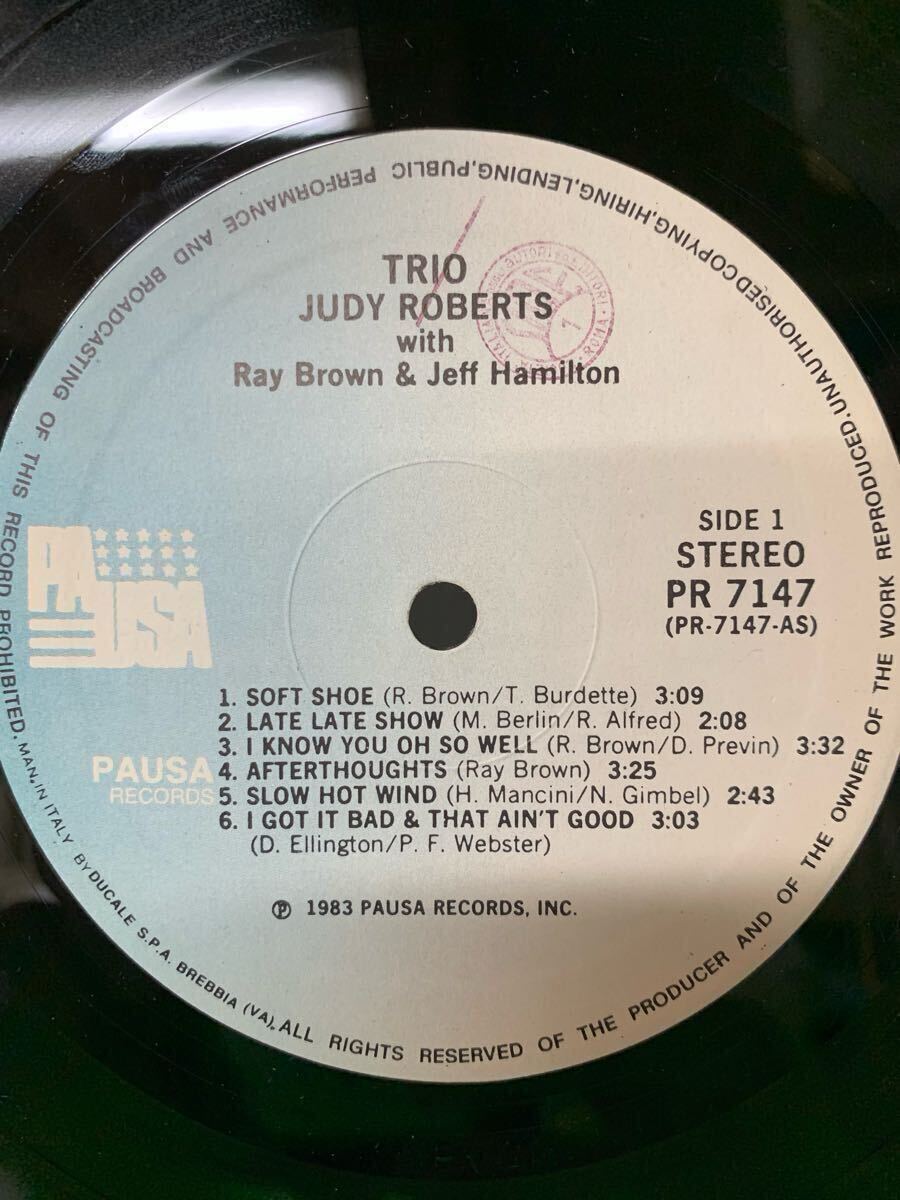 TRIO
JUDY ROBERTS
with
Ray Brown & Jeff Hamilton
SIDE 1
STEREO
PR 7147
(PR-7147-AS)
PAUSA
PAUSA
RECORDS
1. SOFT SHOE (R. Brown/T. Burdette) 3:09
2. LATE LATE SHOW (M. Berlin/R. Alfred) 2:08
3. I KNOW YOU OH SO WELL (R. Brown/D. Previn) 3:32
4. AFTERTHOUGHTS (Ray Brown) 3:25
5. SLOW HOT WIND (H. Mancini/N. Gimbel) 2:43
6. I GOT IT BAD & THAT AIN'T GOOD 3:03
(D. Ellington/P. F. Webster)
℗ 1983 PAUSA RECORDS, INC.
MAN. IN ITALY BY DUCALE S.P.A. BREBBIA (VA). ALL RIGHTS RESERVED OF THE PRODUCER AND OF THE OWNER OF THE WORK REPRODUCED. UNAUTHORISED COPYING, HIRING, LENDING, PUBLIC PERFORMANCE AND BROADCASTING OF THIS RECORD PROHIBITED.
AUTORI ROMA